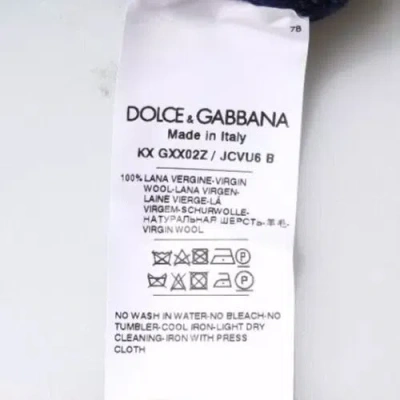 78
DOLCE & GABBANA
Made in Italy
KX GXX02Z / JCVU6 B
100% LANA VERGINE-VIRGIN
WOOL-LANA VIRGEN-
LAINE VIERGE-LÃ
VIRGEM-SCHURWOLLE-
НАТУРАЛЬНАЯ ШЕРСТЬ-羊毛-
VIRGIN WOOL
P
P
NO WASH IN WATER-NO BLEACH-NO
TUMBLER-COOL IRON-LIGHT DRY
CLEANING-IRON WITH PRESS
CLOTH